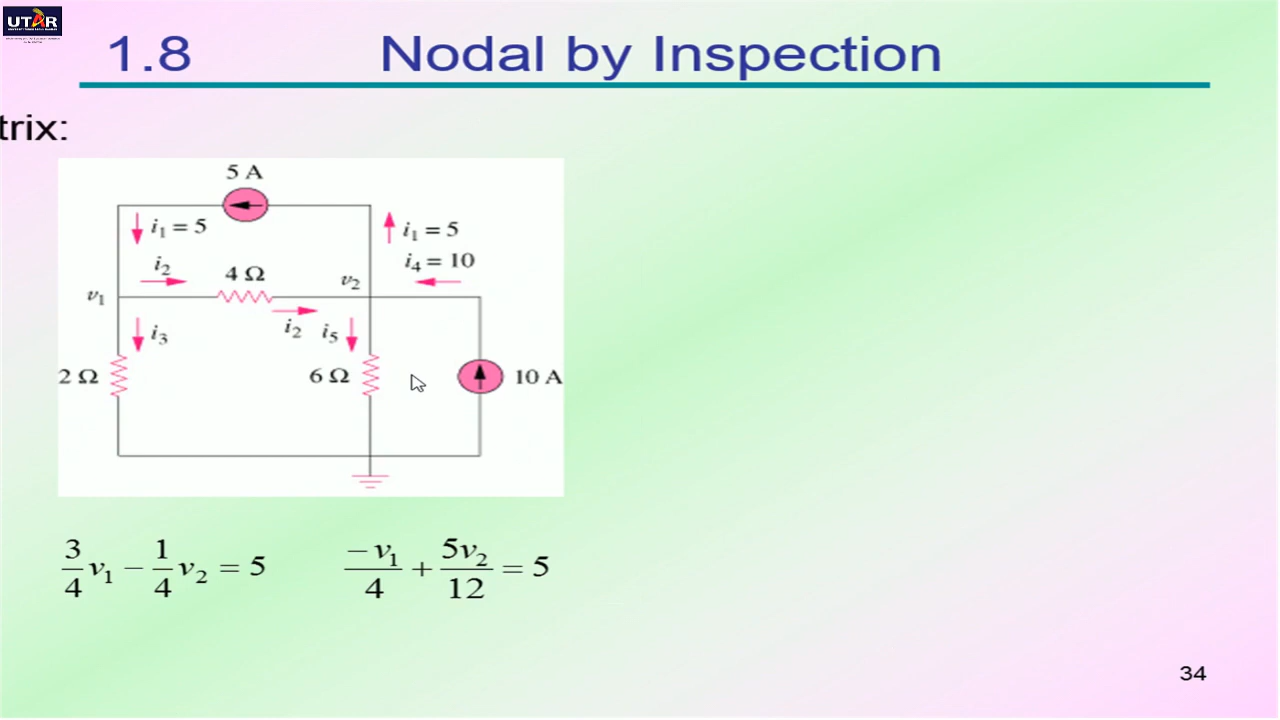 UTAR
1.8 Nodal by Inspection
trix:
5 A
i₁ = 5
i₁ = 5
i₄ = 10
i₂
4 Ω
v₂
v₁
i₃
i₂
i₅
2 Ω
6 Ω
10 A
3/4 v₁ − 1/4 v₂ = 5
−v₁/4 + 5v₂/12 = 5
34